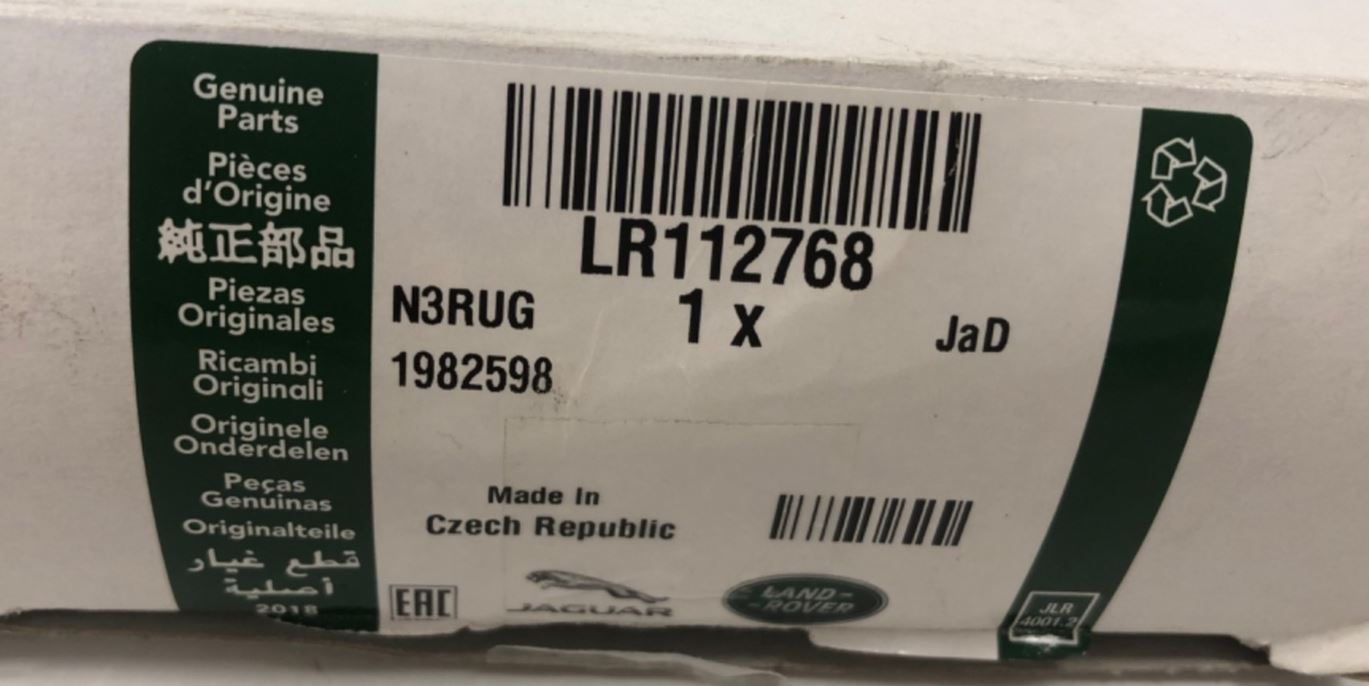 Genuine
Parts
Pièces
d'Origine
純正部品
Piezas
Originales
Ricambi
Originali
Originele
Onderdelen
Peças
Genuinas
Originalteile
قطع غيار
أصلية
2018
LR112768
N3RUG
1 x
JaD
1982598
Made In
Czech Republic
EAC
JAGUAR
LAND-
-ROVER
JLR
4001.2